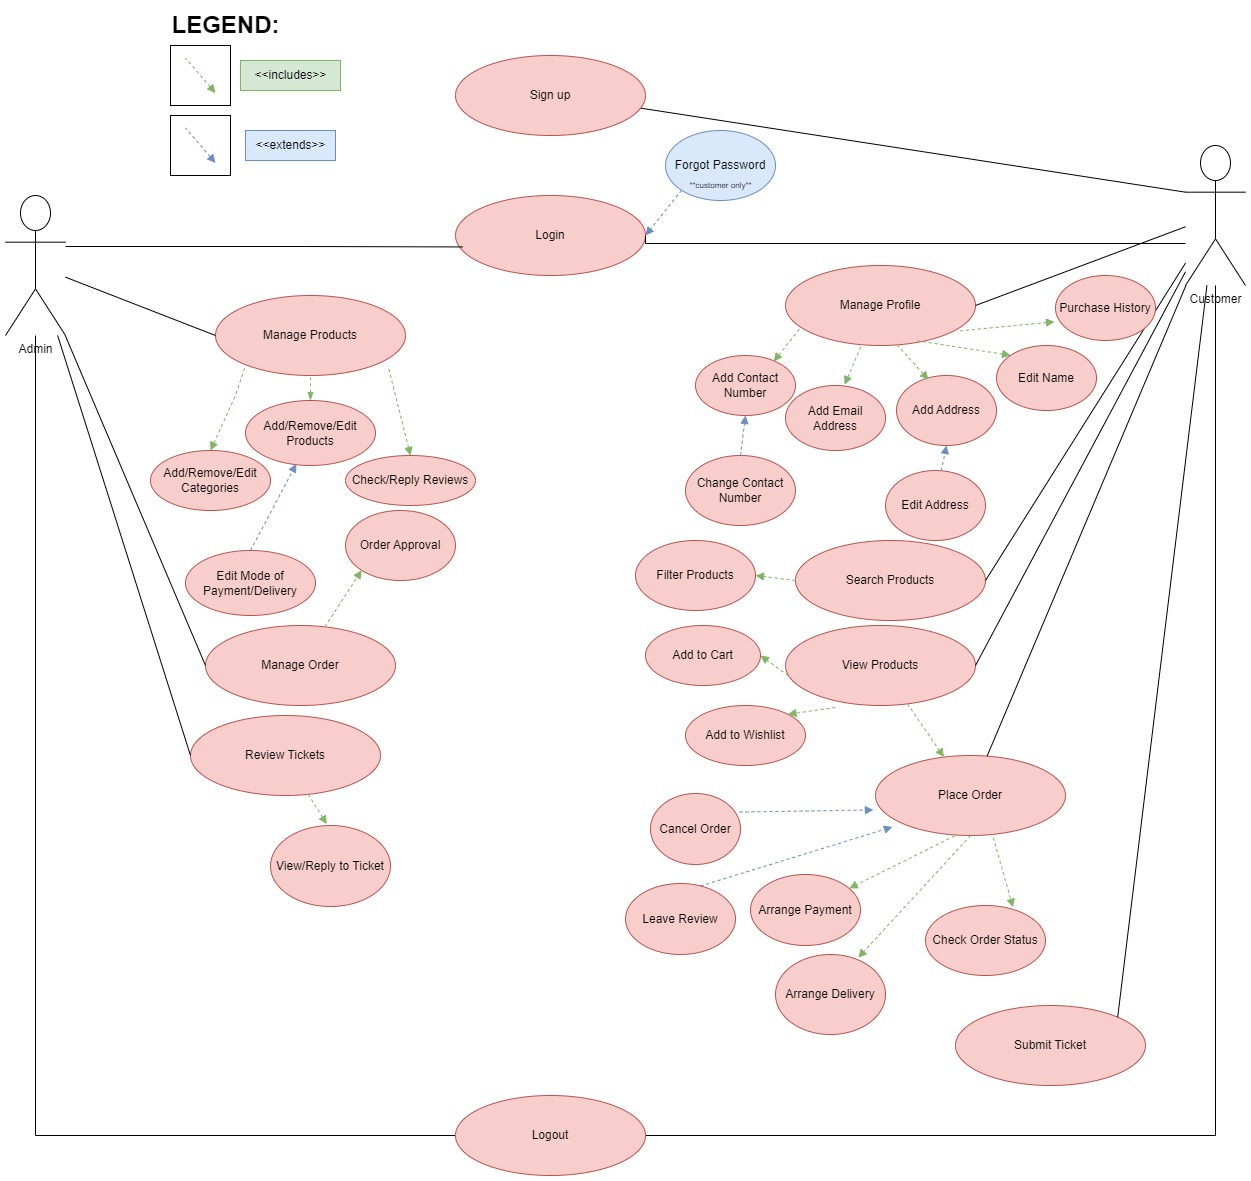 LEGEND:
<<includes>>
<<extends>>
Sign up
Forgot Password
**customer only**
Login
Admin
Customer
Manage Products
Add/Remove/Edit
Products
Add/Remove/Edit
Categories
Check/Reply Reviews
Order Approval
Edit Mode of
Payment/Delivery
Manage Order
Review Tickets
View/Reply to Ticket
Manage Profile
Purchase History
Edit Name
Add Contact
Number
Add Email
Address
Add Address
Change Contact
Number
Edit Address
Filter Products
Search Products
Add to Cart
View Products
Add to Wishlist
Place Order
Cancel Order
Leave Review
Arrange Payment
Check Order Status
Arrange Delivery
Submit Ticket
Logout